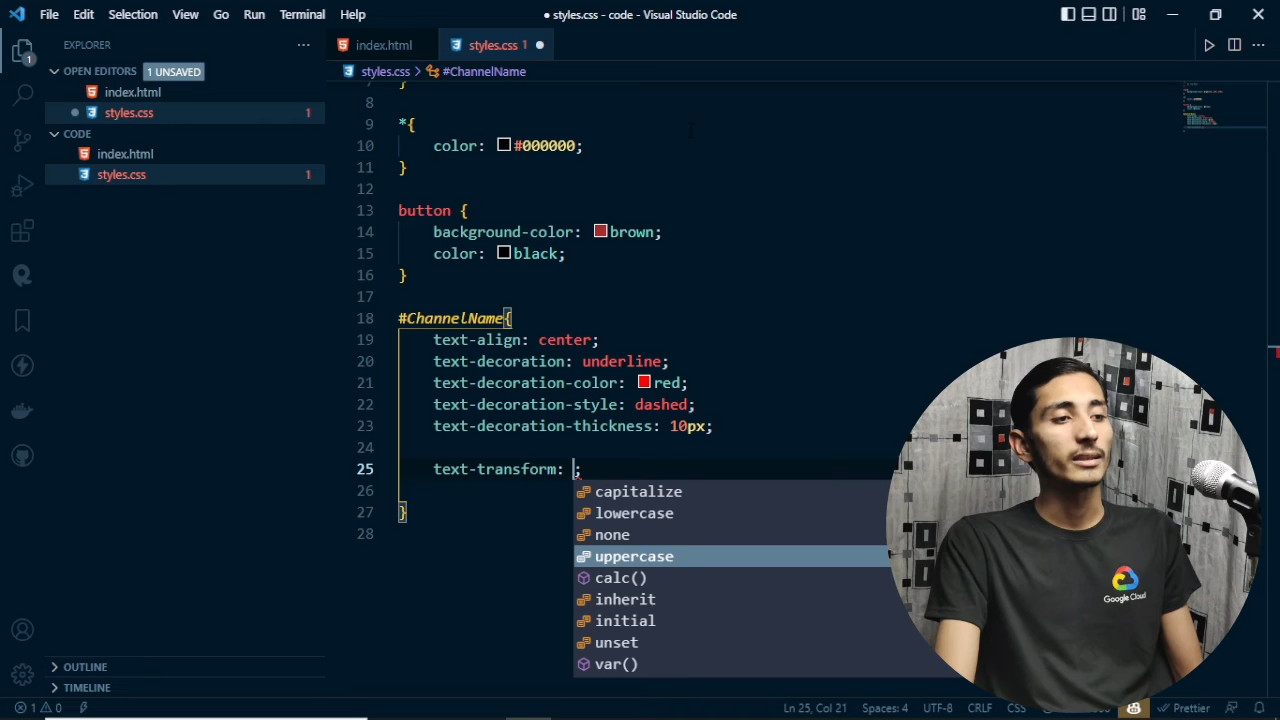 File Edit Selection View Go Run Terminal Help
● styles.css - code - Visual Studio Code
EXPLORER
OPEN EDITORS 1 UNSAVED
index.html
styles.css 1
CODE
index.html
styles.css 1
OUTLINE
TIMELINE
1
index.html styles.css 1
styles.css > #ChannelName
7 }
8
9 *{
10 color: #000000;
11 }
12
13 button {
14 background-color: brown;
15 color: black;
16 }
17
18 #ChannelName{
19 text-align: center;
20 text-decoration: underline;
21 text-decoration-color: red;
22 text-decoration-style: dashed;
23 text-decoration-thickness: 10px;
24
25 text-transform: ;
26
27 }
28
capitalize
lowercase
none
uppercase
calc()
inherit
initial
unset
var()
Google Cloud
1 0 Ln 25, Col 21 Spaces: 4 UTF-8 CRLF CSS Prettier